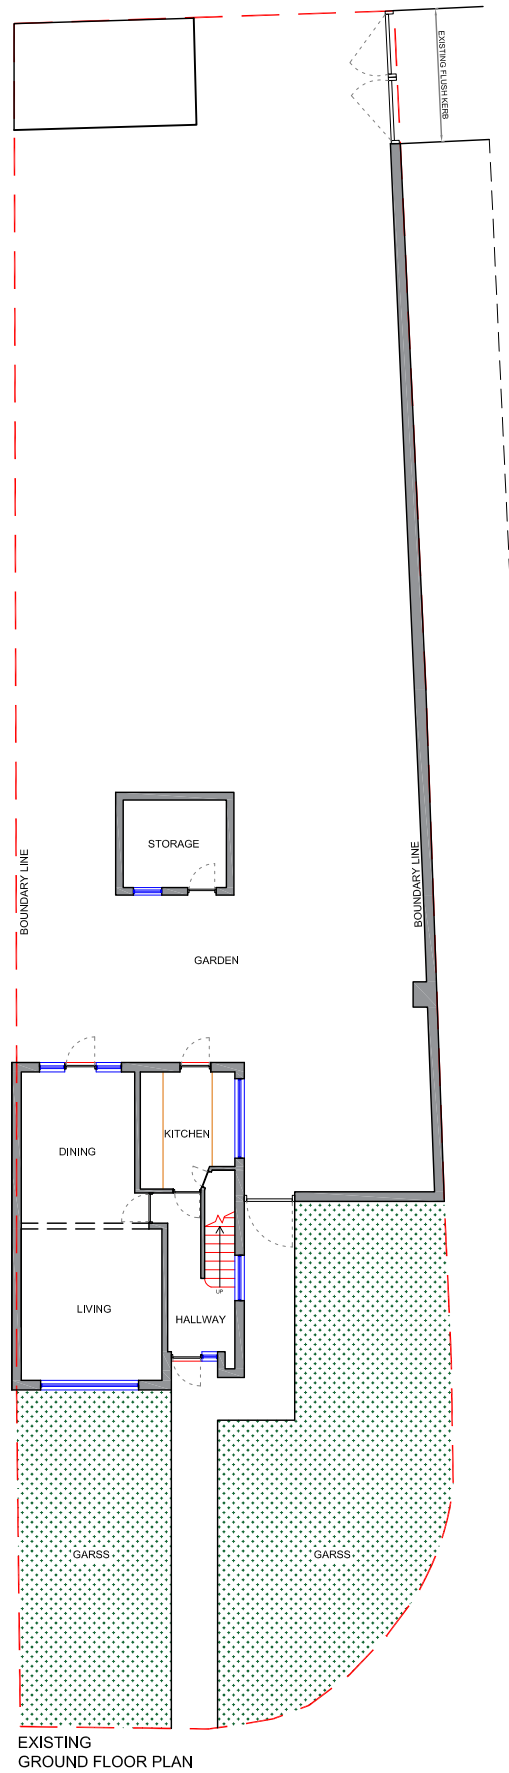 EXISTING FLUSH KERB
STORAGE
BOUNDARY LINE
BOUNDARY LINE
GARDEN
KITCHEN
DINING
UP
LIVING
HALLWAY
GARSS
GARSS
EXISTING
GROUND FLOOR PLAN